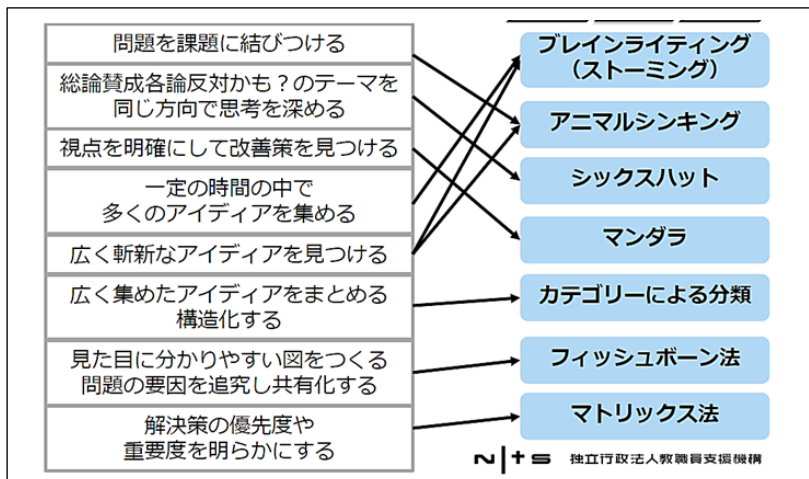 問題を課題に結びつける
総論賛成各論反対かも？のテーマを
同じ方向で思考を深める
視点を明確にして改善策を見つける
一定の時間の中で
多くのアイディアを集める
広く斬新なアイディアを見つける
広く集めたアイディアをまとめる
構造化する
見た目に分かりやすい図をつくる
問題の要因を追究し共有化する
解決策の優先度や
重要度を明らかにする
ブレインライティング
（ストーミング）
アニマルシンキング
シックスハット
マンダラ
カテゴリーによる分類
フィッシュボーン法
マトリックス法
NITS 独立行政法人教職員支援機構